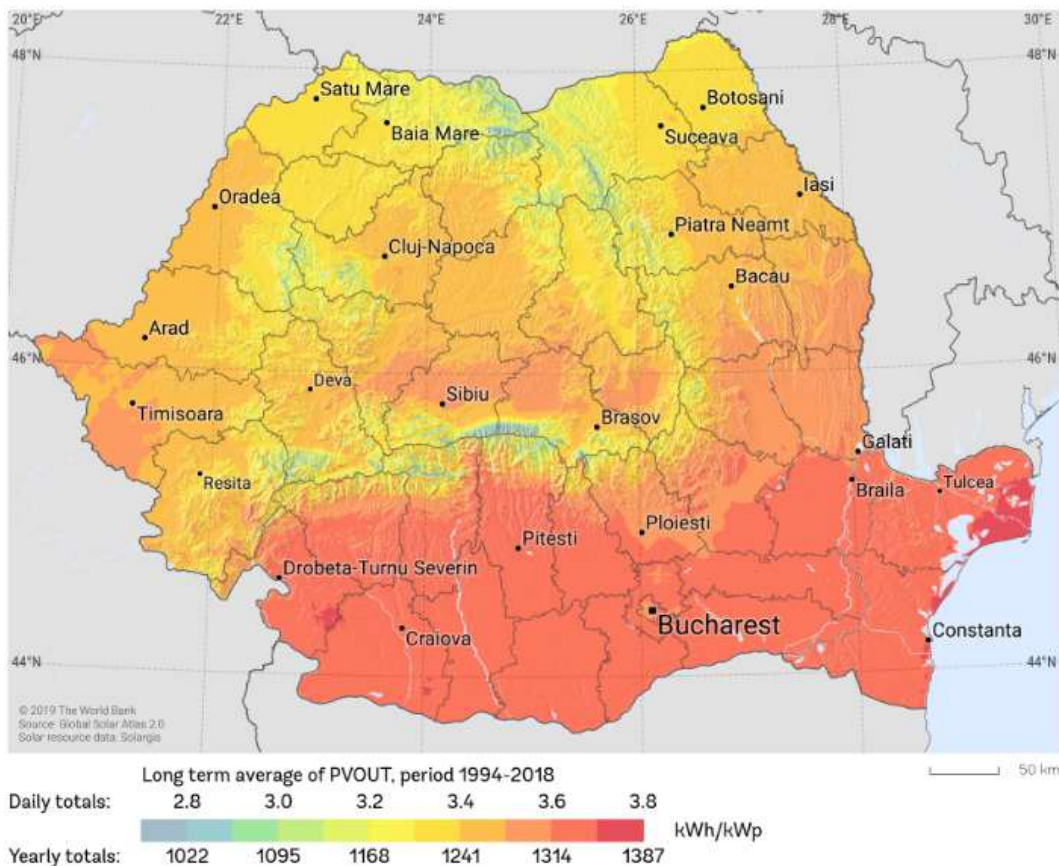 20°E 22°E 24°E 26°E 28°E 30°E
48°N 48°N
Satu Mare
Botosani
Baia Mare
Suceava
Oradea
Iasi
Piatra Neamt
Cluj-Napoca
Bacau
Arad
46°N 46°N
Deva
Sibiu
Timisoara
Brasov
Galati
Resita
Braila
Tulcea
Ploiesti
Pitesti
Drobeta-Turnu Severin
Bucharest
Craiova
Constanta
44°N 44°N
© 2019 The World Bank
Source: Global Solar Atlas 2.0
Solar resource data: Solargis
Long term average of PVOUT, period 1994-2018
50 km
Daily totals: 2.8 3.0 3.2 3.4 3.6 3.8
kWh/kWp
Yearly totals: 1022 1095 1168 1241 1314 1387